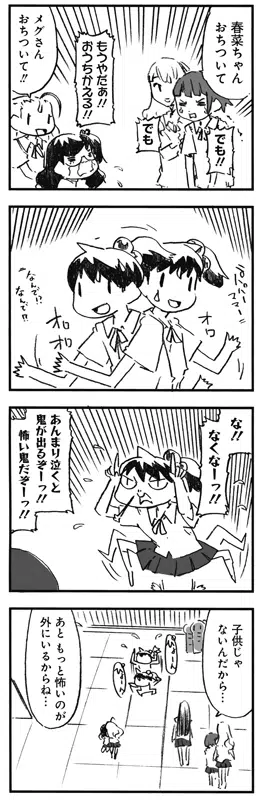 春菜ちゃん
おちついて
でも!!
でも
もうやだぁ!!
おうちかえる!!
メグさん
おちついて!!
パパパパ
ママー
オロ
オロ
なんで!?
なんで!!
な!!
なくなーっ!!
あんまり泣くと
鬼が出るぞーっ!!
怖い鬼だぞーっ!!
子供じゃ
ないんだから…
あともっと怖いのが
外にいるからね…